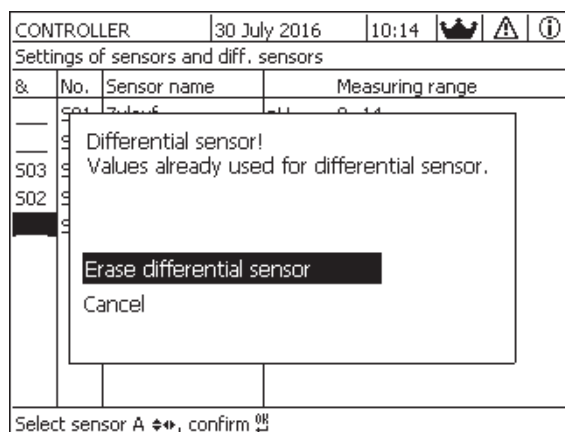 CONTROLLER 30 July 2016 10:14
Settings of sensors and diff. sensors
& No. Sensor name Measuring range
Differential sensor!
S03 Values already used for differential sensor.
S02
Erase differential sensor
Cancel
Select sensor A , confirm OK